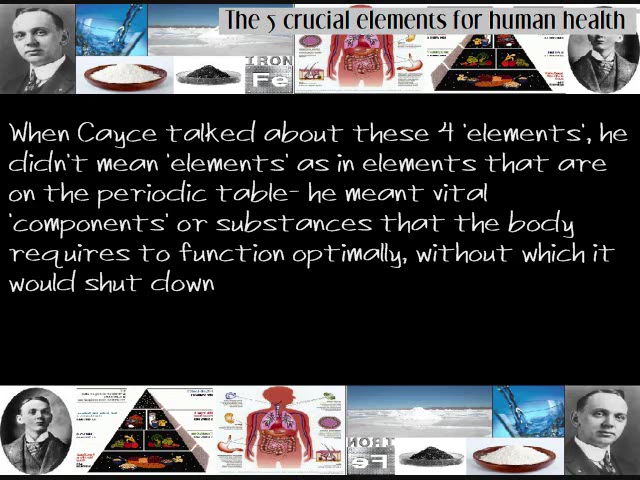 The 5 crucial elements for human health
IRON
Fe
When Cayce talked about these 4 'elements', he
didn't mean 'elements' as in elements that are
on the periodic table- he meant vital
'components' or substances that the body
requires to function optimally, without which it
would shut down
IRON
Fe